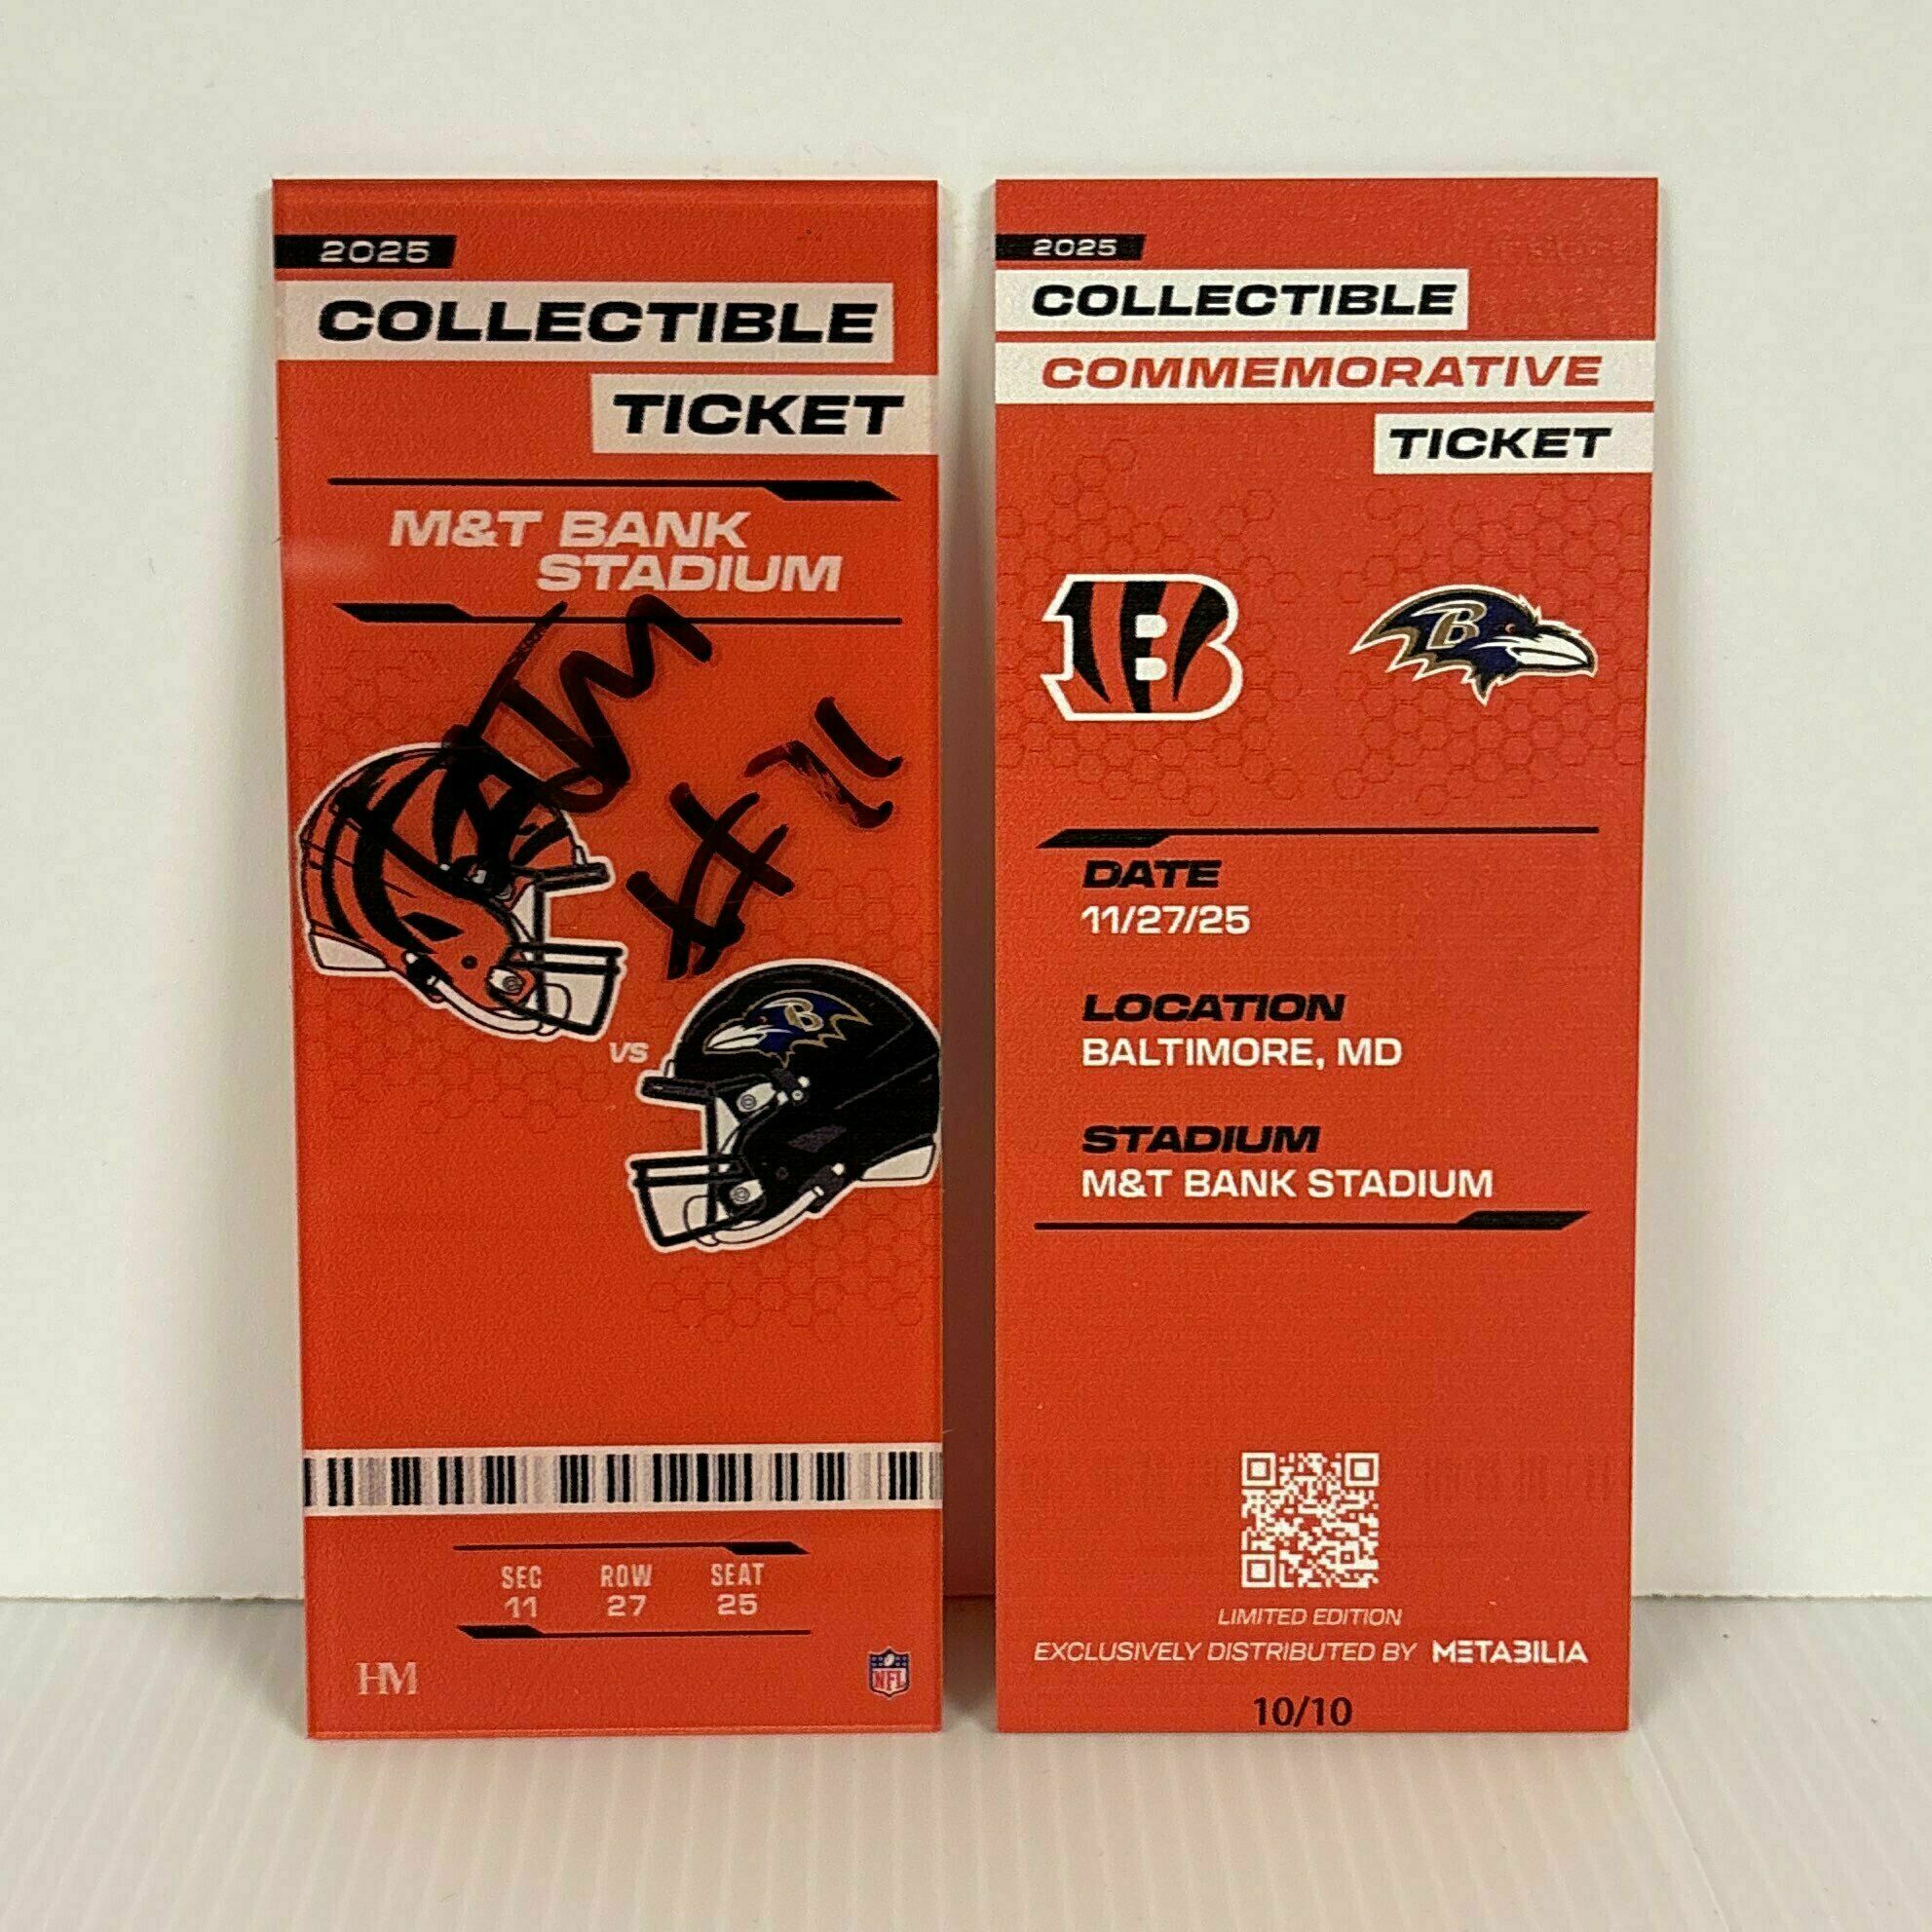 2025
COLLECTIBLE
TICKET
M&T BANK
STADIUM
#71
B
VS
B
SEC ROW SEAT
11 27 25
HM
NFL
2025
COLLECTIBLE
COMMEMORATIVE
TICKET
B
B
DATE
11/27/25
LOCATION
BALTIMORE, MD
STADIUM
M&T BANK STADIUM
LIMITED EDITION
EXCLUSIVELY DISTRIBUTED BY METABILIA
10/10